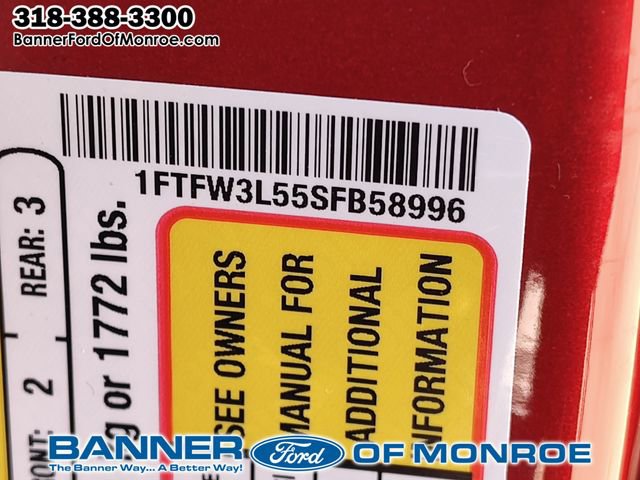 318-388-3300
BannerFordOfMonroe.com
1FTFW3L55SFB58996
REAR: 3
2
or 1772 lbs.
SEE OWNERS
MANUAL FOR
ADDITIONAL
INFORMATION
BANNER Ford OF MONROE
The Banner Way... A Better Way!